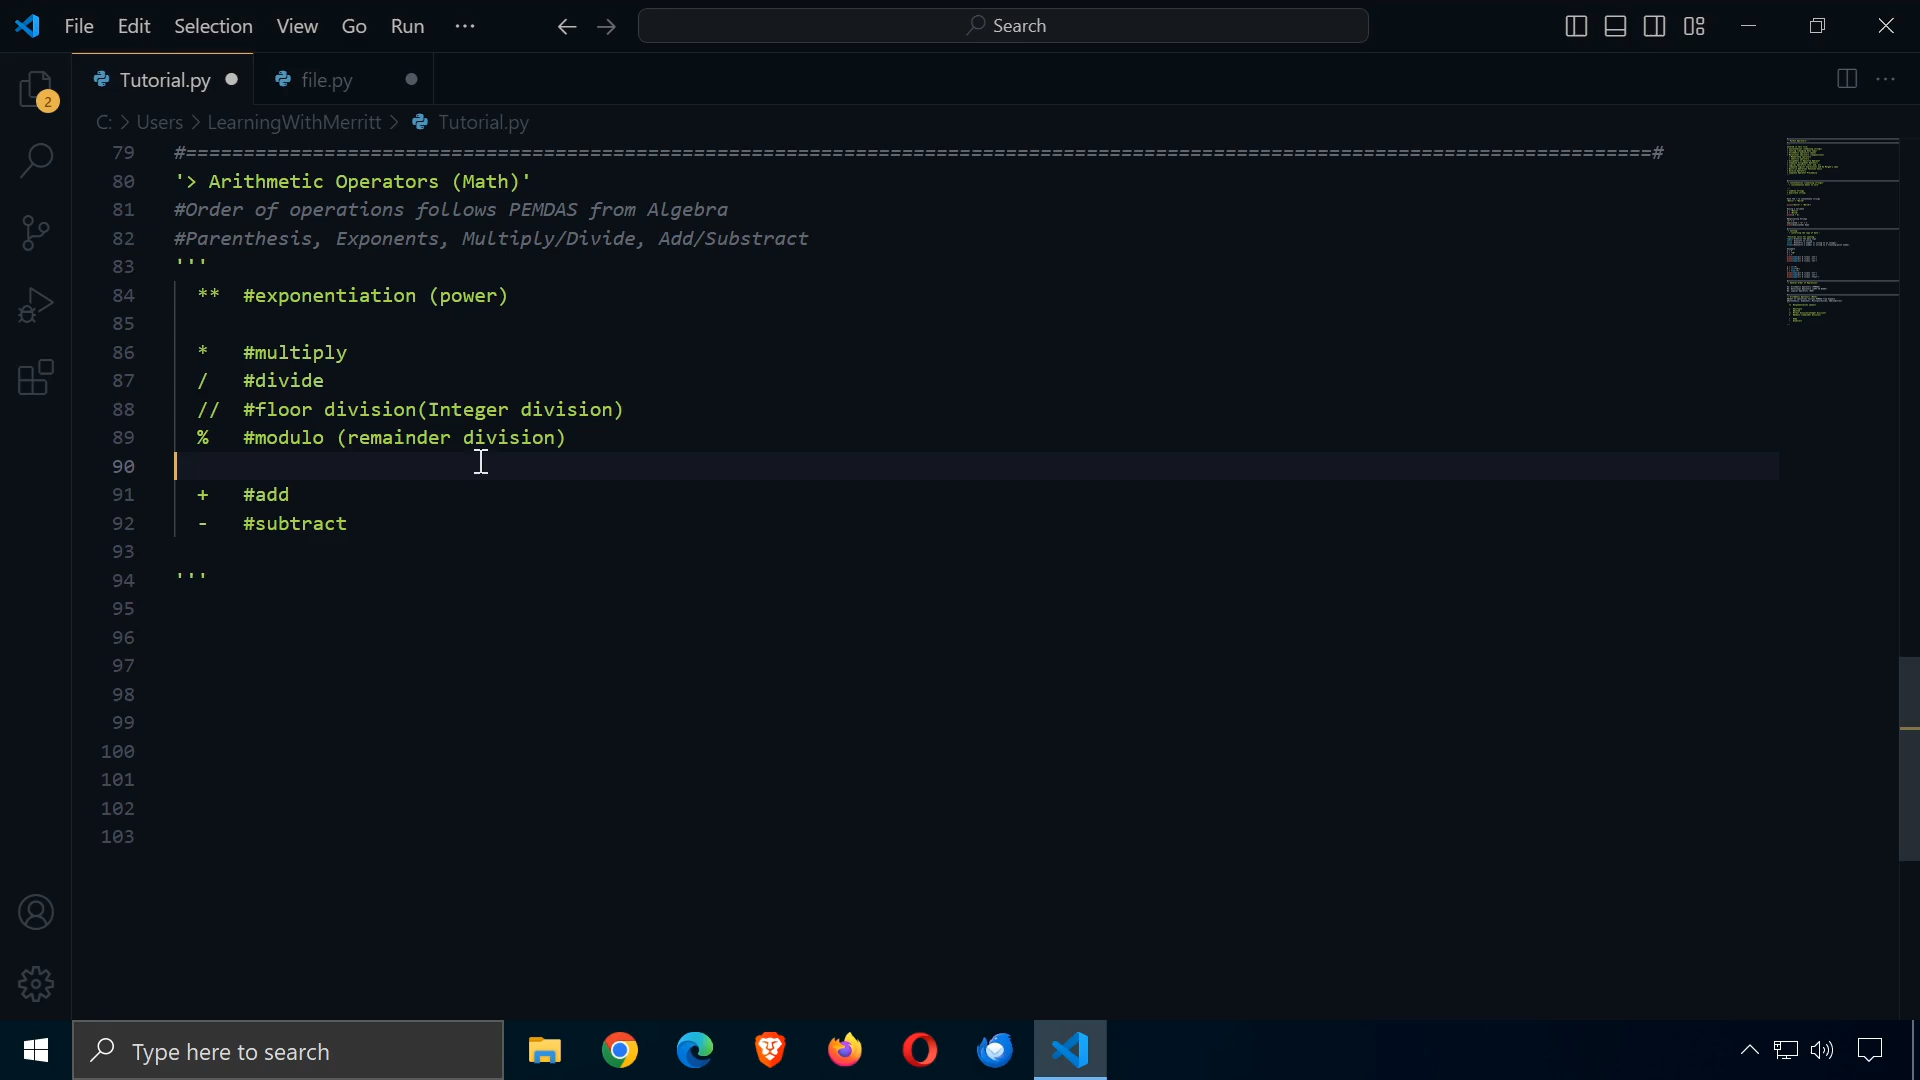 File Edit Selection View Go Run ··· Search
2
Tutorial.py file.py
C: > Users > LearningWithMerritt > Tutorial.py
79 #===============================================================================================================================#
80 '> Arithmetic Operators (Math)'
81 #Order of operations follows PEMDAS from Algebra
82 #Parenthesis, Exponents, Multiply/Divide, Add/Substract
83 '''
84 ** #exponentiation (power)
85
86 * #multiply
87 / #divide
88 // #floor division(Integer division)
89 % #modulo (remainder division)
90
91 + #add
92 - #subtract
93
94 '''
95
96
97
98
99
100
101
102
103
Type here to search